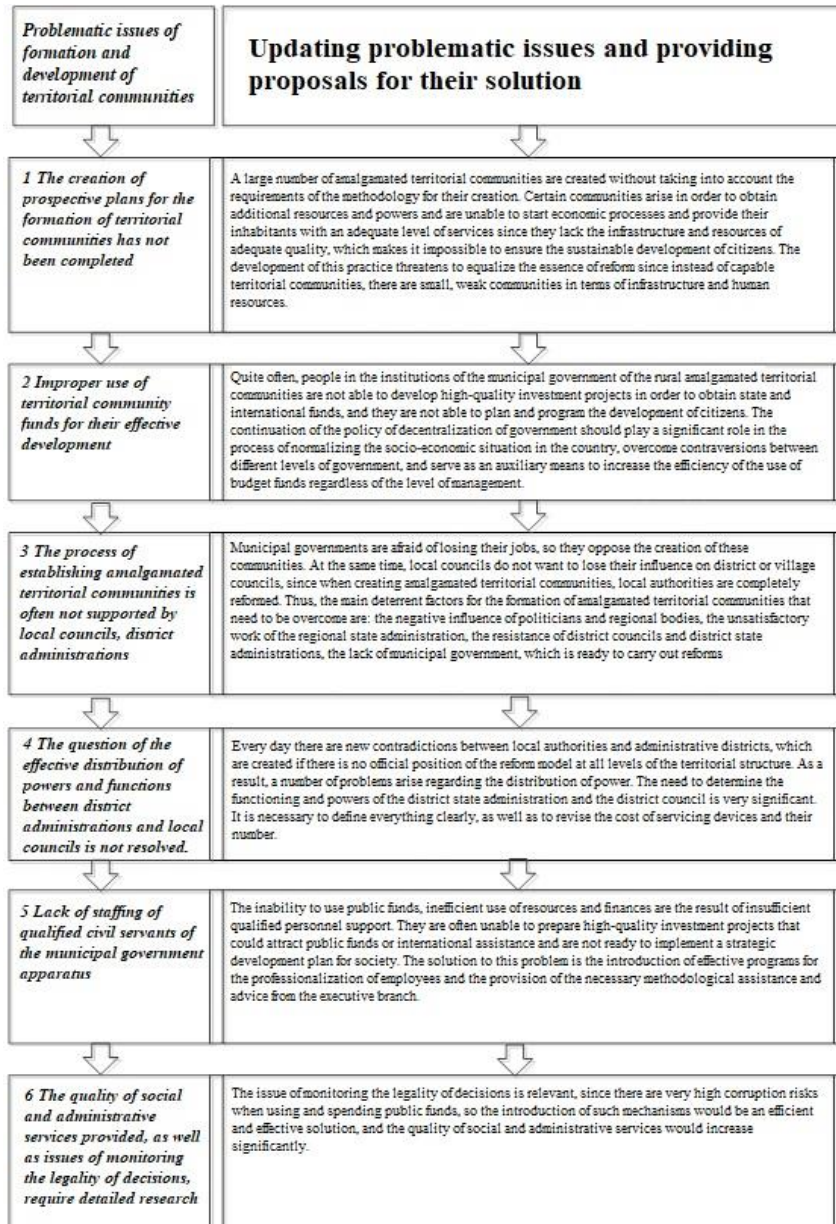 Problematic issues of
formation and
development of
territorial communities
Updating problematic issues and providing
proposals for their solution
1 The creation of
prospective plans for the
formation of territorial
communities has not
been completed
A large number of amalgamated territorial communities are created without taking into account the
requirements of the methodology for their creation. Certain communities arise in order to obtain
additional resources and powers and are unable to start economic processes and provide their
inhabitants with an adequate level of services since they lack the infrastructure and resources of
adequate quality, which makes it impossible to ensure the sustainable development of citizens. The
development of this practice threatens to equalize the essence of reform since instead of capable
territorial communities, there are small, weak communities in terms of infrastructure and human
resources.
2 Improper use of
territorial community
funds for their effective
development
Quite often, people in the institutions of the municipal government of the rural amalgamated territorial
communities are not able to develop high-quality investment projects in order to obtain state and
international funds, and they are not able to plan and program the development of citizens. The
continuation of the policy of decentralization of government should play a significant role in the
process of normalizing the socio-economic situation in the country, overcome contraversions between
different levels of government, and serve as an auxiliary means to increase the efficiency of the use of
budget funds regardless of the level of management.
3 The process of
establishing amalgamated
territorial communities is
often not supported by
local councils, district
administrations
Municipal governments are afraid of losing their jobs, so they oppose the creation of these
communities. At the same time, local councils do not want to lose their influence on district or village
councils, since when creating amalgamated territorial communities, local authorities are completely
reformed. Thus, the main deterrent factors for the formation of amalgamated territorial communities that
need to be overcome are: the negative influence of politicians and regional bodies, the unsatisfactory
work of the regional state administration, the resistance of district councils and district state
administrations, the lack of municipal government, which is ready to carry out reforms
4 The question of the
effective distribution of
powers and functions
between district
administrations and local
councils is not resolved.
Every day there are new contradictions between local authorities and administrative districts, which
are created if there is no official position of the reform model at all levels of the territorial structure. As a
result, a number of problems arise regarding the distribution of power. The need to determine the
functioning and powers of the district state administration and the district council is very significant.
It is necessary to define everything clearly, as well as to revise the cost of servicing devices and their
number.
5 Lack of staffing of
qualified civil servants of
the municipal government
apparatus
The inability to use public funds, inefficient use of resources and finances are the result of insufficient
qualified personnel support. They are often unable to prepare high-quality investment projects that
could attract public funds or international assistance and are not ready to implement a strategic
development plan for society. The solution to this problem is the introduction of effective programs for
the professionalization of employees and the provision of the necessary methodological assistance and
advice from the executive branch.
6 The quality of social
and administrative
services provided, as well
as issues of monitoring
the legality of decisions,
require detailed research
The issue of monitoring the legality of decisions is relevant, since there are very high corruption risks
when using and spending public funds, so the introduction of such mechanisms would be an efficient
and effective solution, and the quality of social and administrative services would increase
significantly.